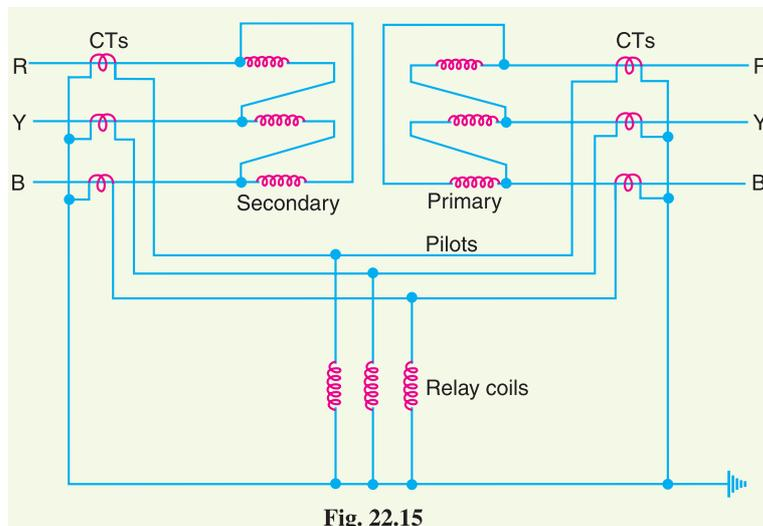 CTs CTs
R R
Y Y
B B
Secondary Primary
Pilots
Relay coils
Fig. 22.15